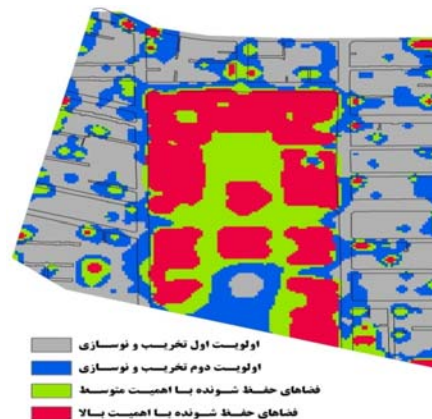 اولویت اول تخریب و نوسازی
اولویت دوم تخریب و نوسازی
فضاهای حفظ شونده با اهمیت متوسط
فضاهای حفظ شونده با اهمیت بالا